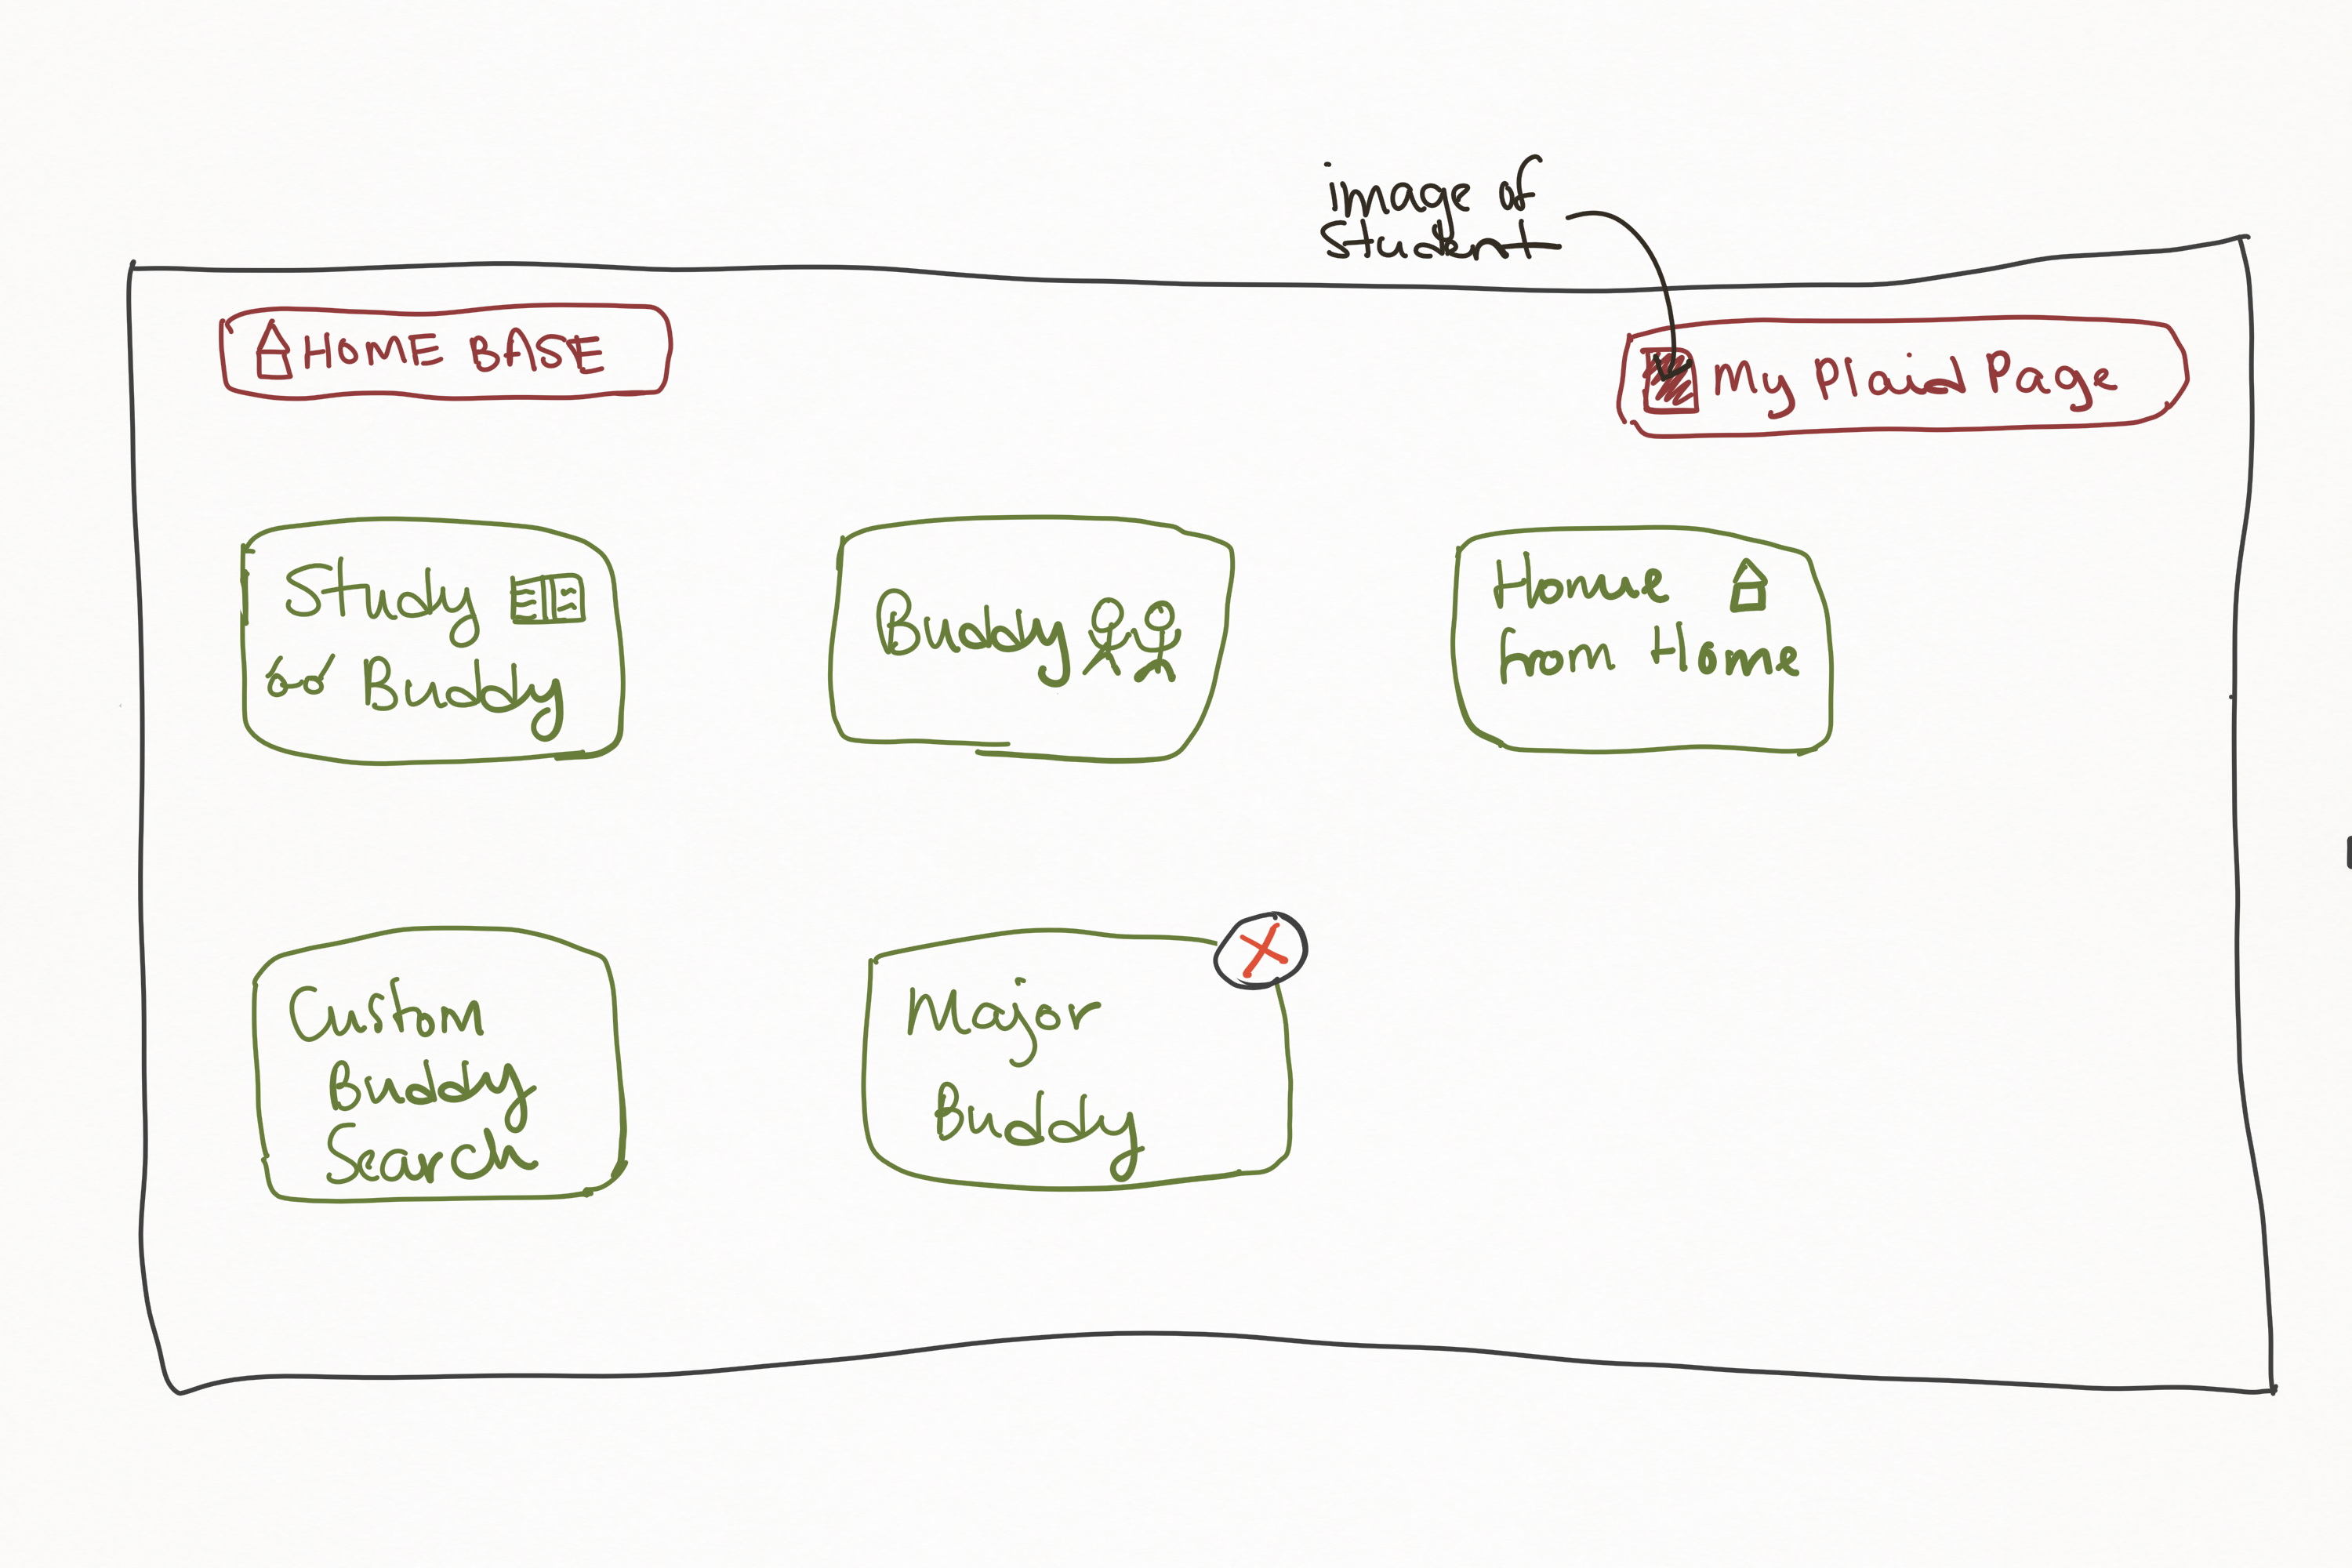 image of
Student
HOME BASE
My Plaid Page
Study
Buddy
Buddy
Home
from Home
Custom
Buddy
Search
Major
Buddy